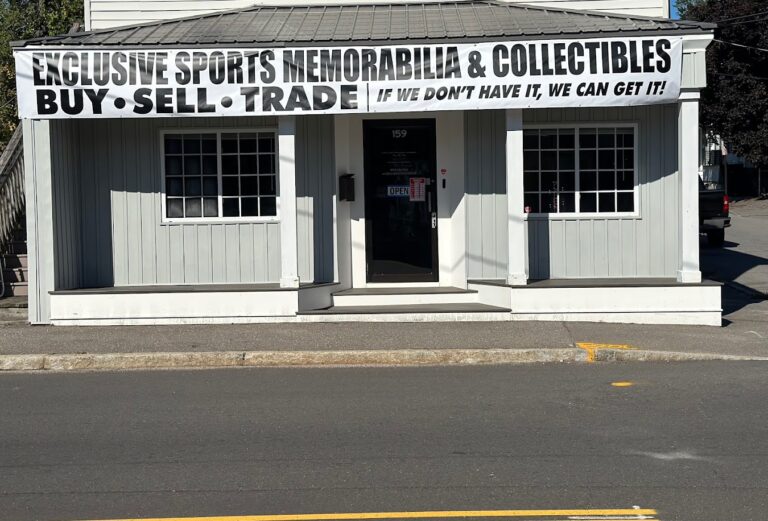 EXCLUSIVE SPORTS MEMORABILIA & COLLECTIBLES
BUY • SELL • TRADE | IF WE DON'T HAVE IT, WE CAN GET IT!
159
OPEN